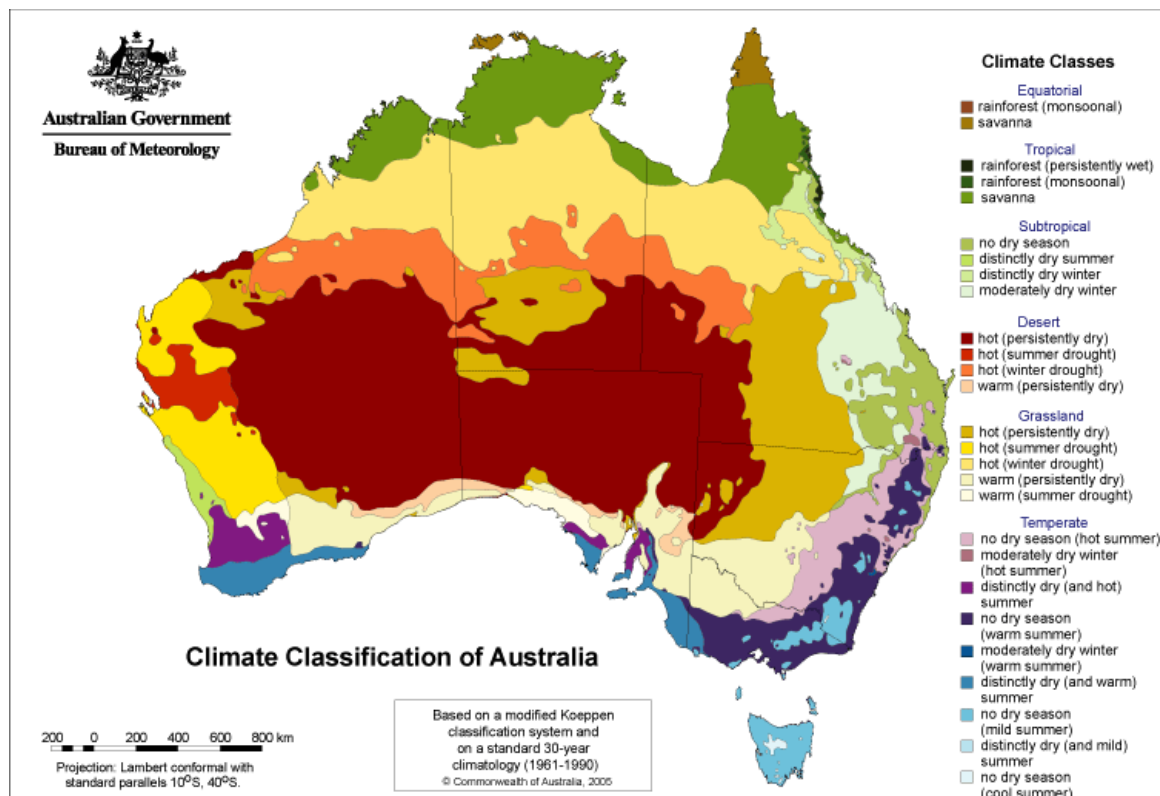 Australian Government
Bureau of Meteorology
Climate Classes
Equatorial
rainforest (monsoonal)
savanna
Tropical
rainforest (persistently wet)
rainforest (monsoonal)
savanna
Subtropical
no dry season
distinctly dry summer
distinctly dry winter
moderately dry winter
Desert
hot (persistently dry)
hot (summer drought)
hot (winter drought)
warm (persistently dry)
Grassland
hot (persistently dry)
hot (summer drought)
hot (winter drought)
warm (persistently dry)
warm (summer drought)
Temperate
no dry season (hot summer)
moderately dry winter
(hot summer)
distinctly dry (and hot)
summer
no dry season
(warm summer)
moderately dry winter
(warm summer)
distinctly dry (and warm)
summer
no dry season
(mild summer)
distinctly dry (and mild)
summer
no dry season
(cool summer)
Climate Classification of Australia
Based on a modified Koeppen
classification system and
on a standard 30-year
climatology (1961-1990)
© Commonwealth of Australia, 2005
200 0 200 400 600 800 km
Projection: Lambert conformal with
standard parallels 10°S, 40°S.